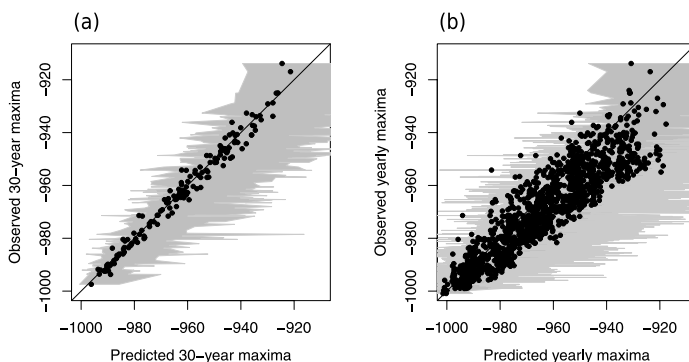 (a)
Observed 30-year maxima
−920
−940
−960
−980
−1000
−1000 −980 −960 −940 −920
Predicted 30-year maxima
(b)
Observed yearly maxima
−920
−940
−960
−980
−1000
−1000 −980 −960 −940 −920
Predicted yearly maxima